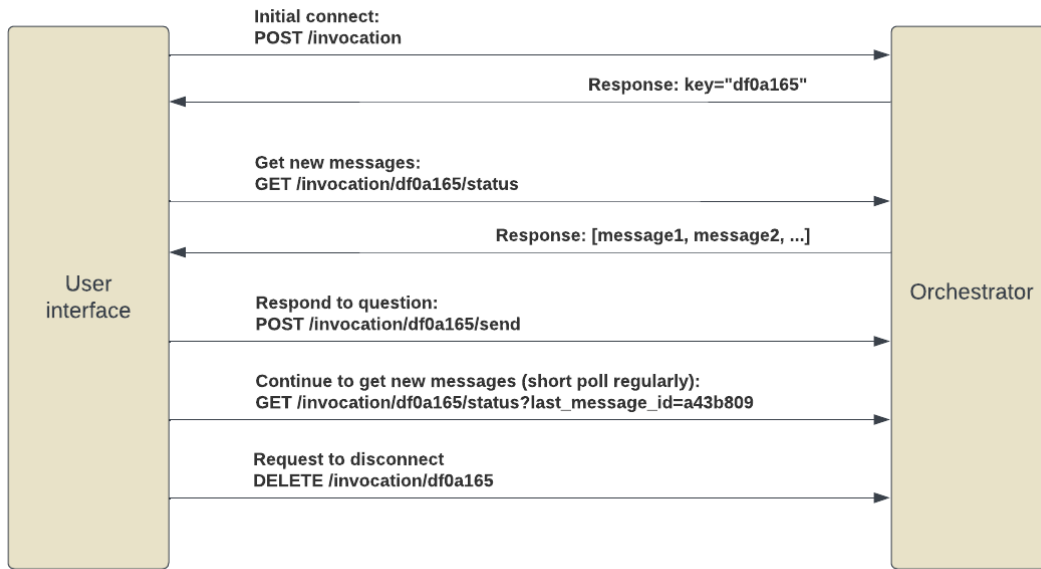 Initial connect:
POST /invocation
Response: key="df0a165"
Get new messages:
GET /invocation/df0a165/status
Response: [message1, message2, ...]
User
interface
Orchestrator
Respond to question:
POST /invocation/df0a165/send
Continue to get new messages (short poll regularly):
GET /invocation/df0a165/status?last_message_id=a43b809
Request to disconnect
DELETE /invocation/df0a165